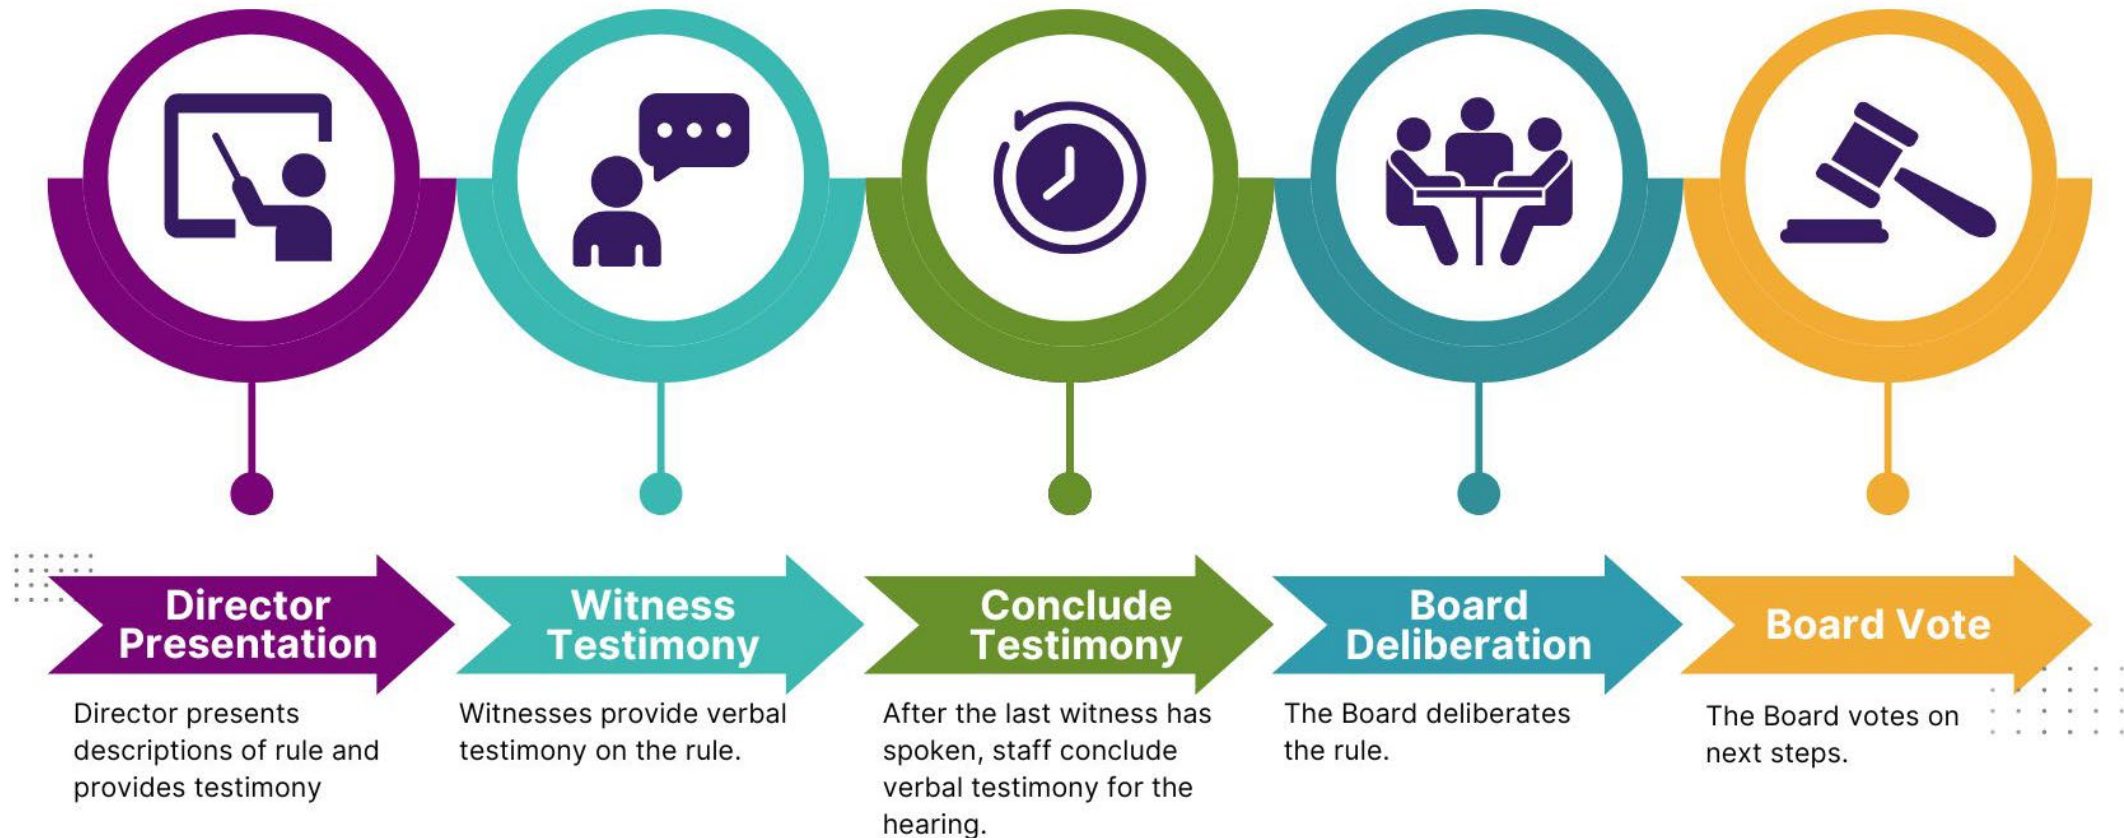 Director
Presentation
Director presents
descriptions of rule and
provides testimony
Witness
Testimony
Witnesses provide verbal
testimony on the rule.
Conclude
Testimony
After the last witness has
spoken, staff conclude
verbal testimony for the
hearing.
Board
Deliberation
The Board deliberates
the rule.
Board Vote
The Board votes on
next steps.